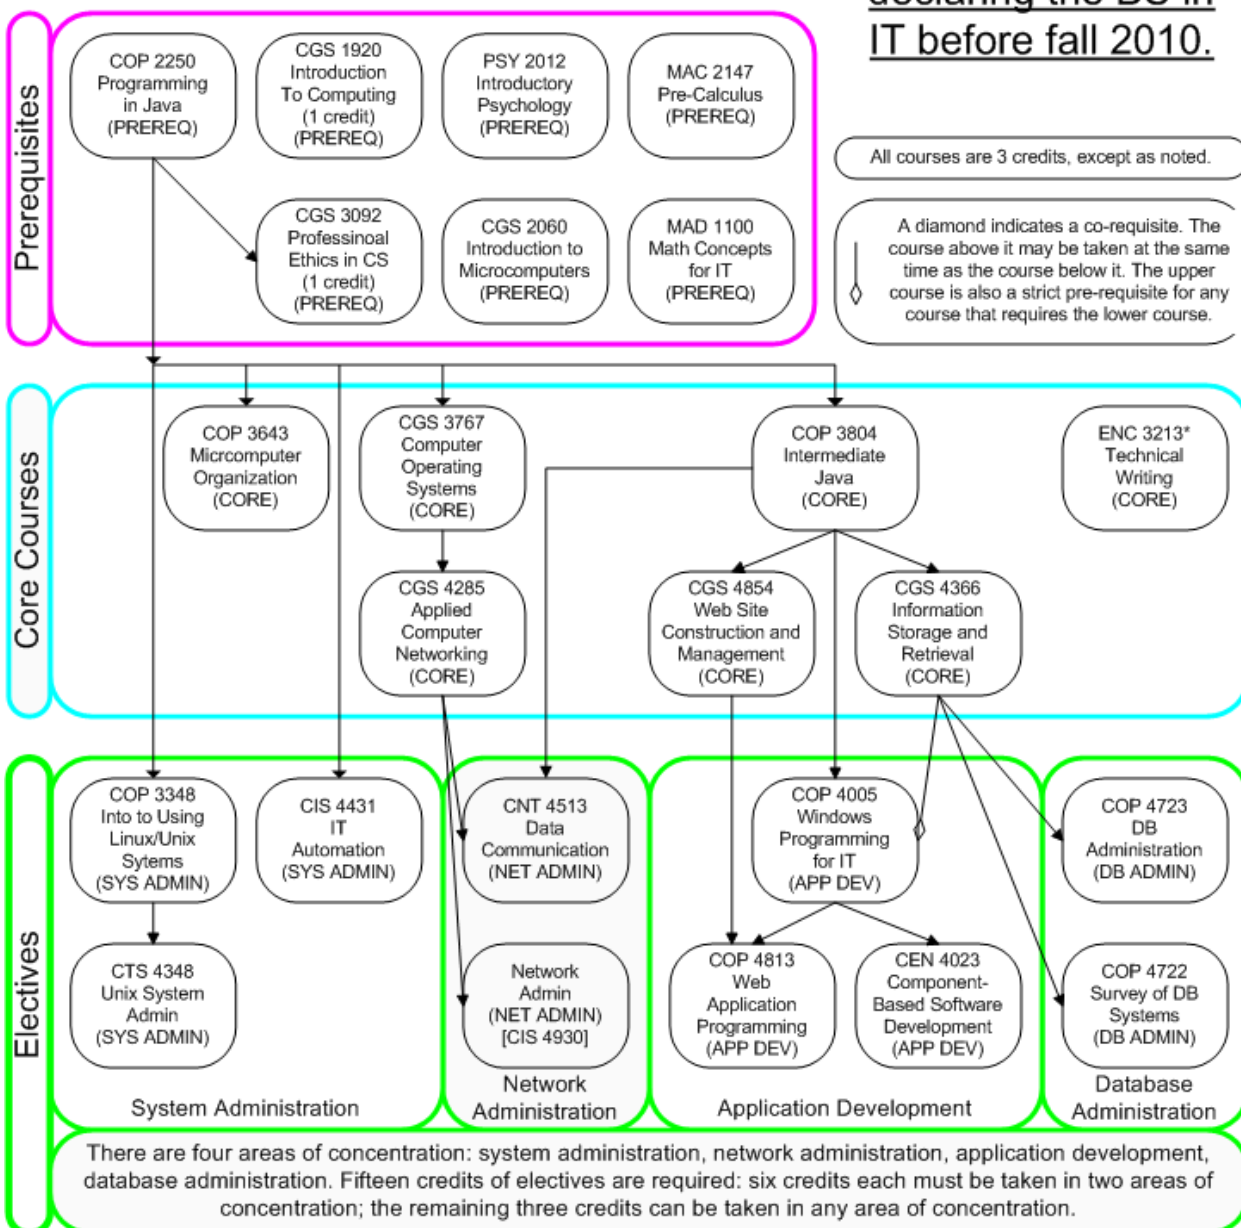 declaring the BS in
IT before fall 2010.
Prerequisites
COP 2250
Programming
in Java
(PREREQ)
CGS 1920
Introduction
To Computing
(1 credit)
(PREREQ)
PSY 2012
Introductory
Psychology
(PREREQ)
MAC 2147
Pre-Calculus
(PREREQ)
All courses are 3 credits, except as noted.
CGS 3092
Professinoal
Ethics in CS
(1 credit)
(PREREQ)
CGS 2060
Introduction to
Microcomputers
(PREREQ)
MAD 1100
Math Concepts
for IT
(PREREQ)
A diamond indicates a co-requisite. The
course above it may be taken at the same
time as the course below it. The upper
course is also a strict pre-requisite for any
course that requires the lower course.
Core Courses
COP 3643
Micrcomputer
Organization
(CORE)
CGS 3767
Computer
Operating
Systems
(CORE)
COP 3804
Intermediate
Java
(CORE)
ENC 3213*
Technical
Writing
(CORE)
CGS 4285
Applied
Computer
Networking
(CORE)
CGS 4854
Web Site
Construction and
Management
(CORE)
CGS 4366
Information
Storage and
Retrieval
(CORE)
Electives
COP 3348
Into to Using
Linux/Unix
Sytems
(SYS ADMIN)
CIS 4431
IT
Automation
(SYS ADMIN)
CNT 4513
Data
Communication
(NET ADMIN)
COP 4005
Windows
Programming
for IT
(APP DEV)
COP 4723
DB
Administration
(DB ADMIN)
CTS 4348
Unix System
Admin
(SYS ADMIN)
Network
Admin
(NET ADMIN)
[CIS 4930]
COP 4813
Web
Application
Programming
(APP DEV)
CEN 4023
Component-
Based Software
Development
(APP DEV)
COP 4722
Survey of DB
Systems
(DB ADMIN)
System Administration
Network
Administration
Application Development
Database
Administration
There are four areas of concentration: system administration, network administration, application development,
database administration. Fifteen credits of electives are required: six credits each must be taken in two areas of
concentration; the remaining three credits can be taken in any area of concentration.